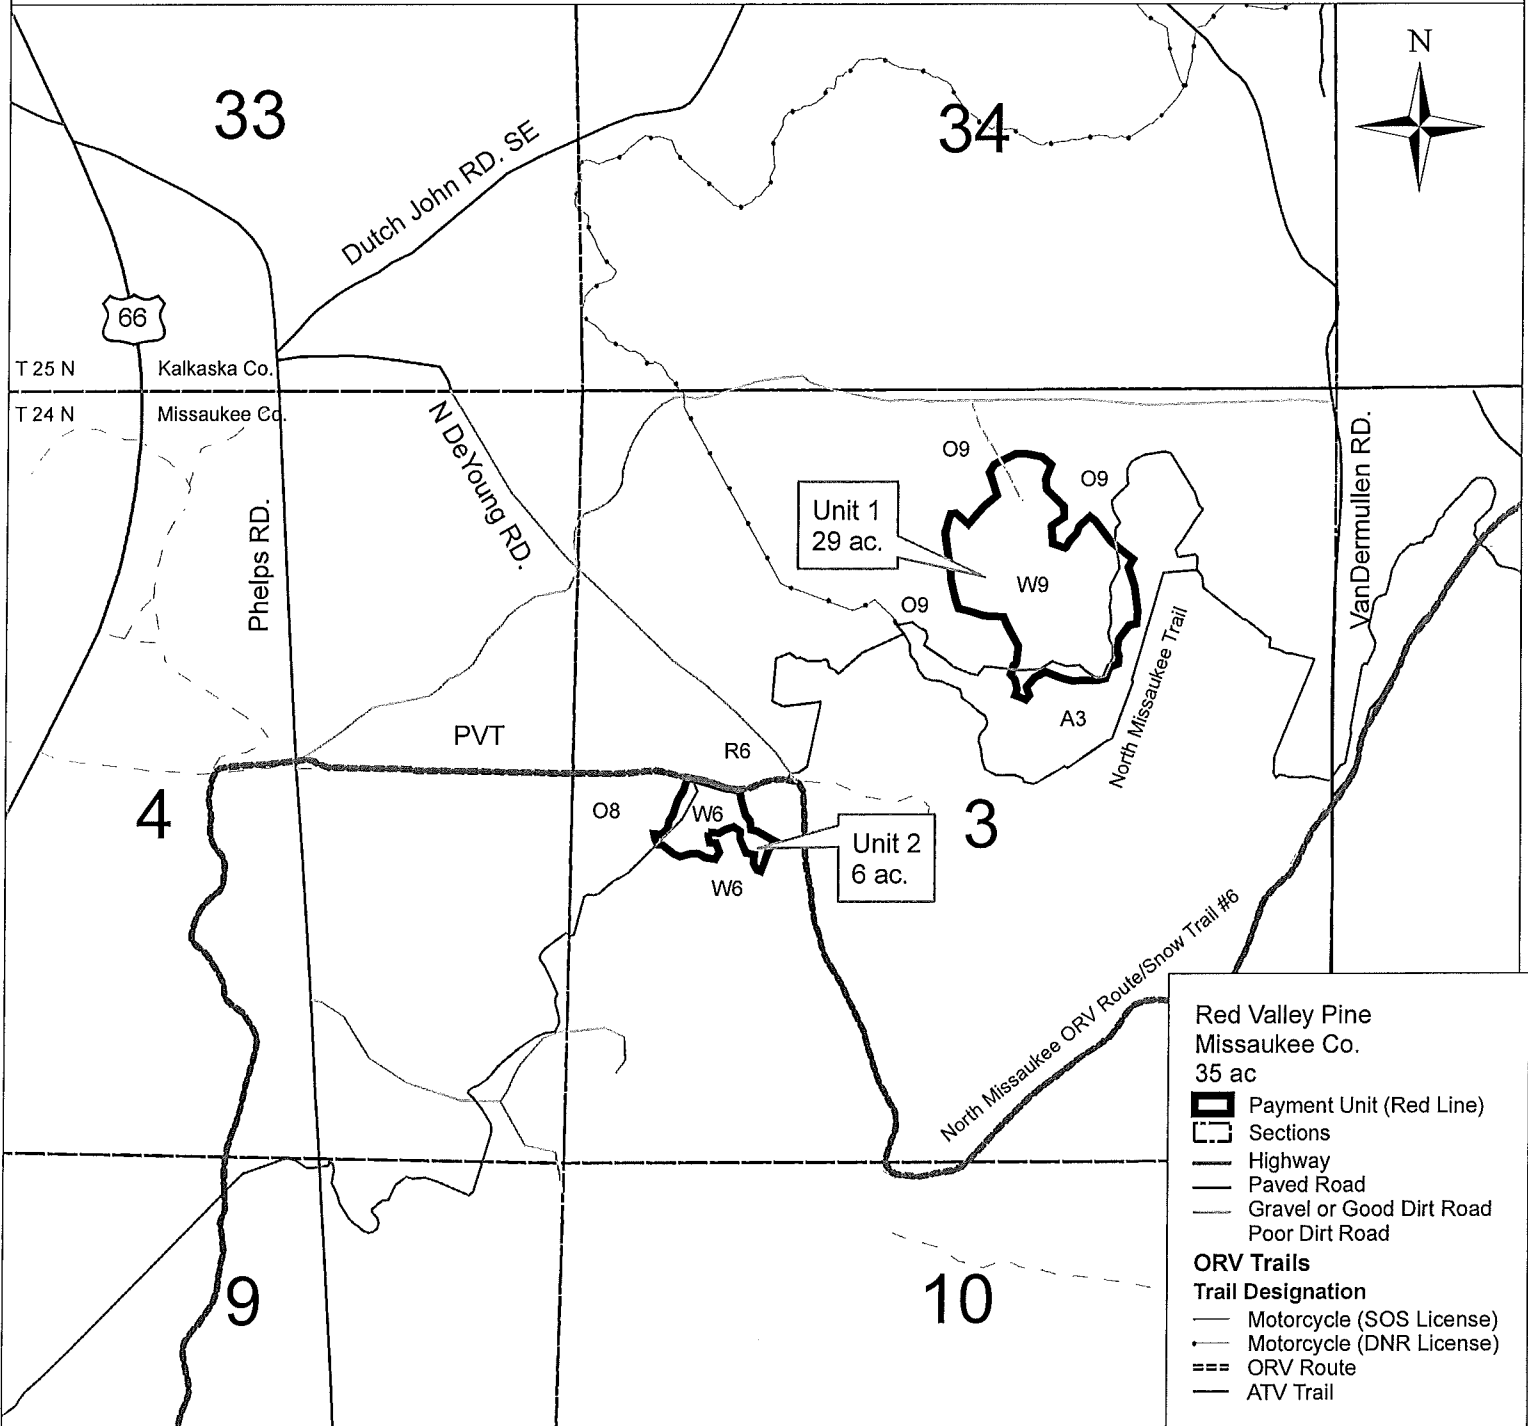 33
34
N
Dutch John RD. SE
66
T 25 N
Kalkaska Co.
T 24 N
Missaukee Co.
N DeYoung RD.
Phelps RD.
VanDermullen RD.
O9
O9
Unit 1
29 ac.
W9
O9
North Missaukee Trail
A3
PVT
R6
4
O8
W6
3
Unit 2
6 ac.
W6
North Missaukee ORV Route/Snow Trail #6
9
10
Red Valley Pine
Missaukee Co.
35 ac
Payment Unit (Red Line)
Sections
Highway
Paved Road
Gravel or Good Dirt Road
Poor Dirt Road
ORV Trails
Trail Designation
Motorcycle (SOS License)
Motorcycle (DNR License)
ORV Route
ATV Trail